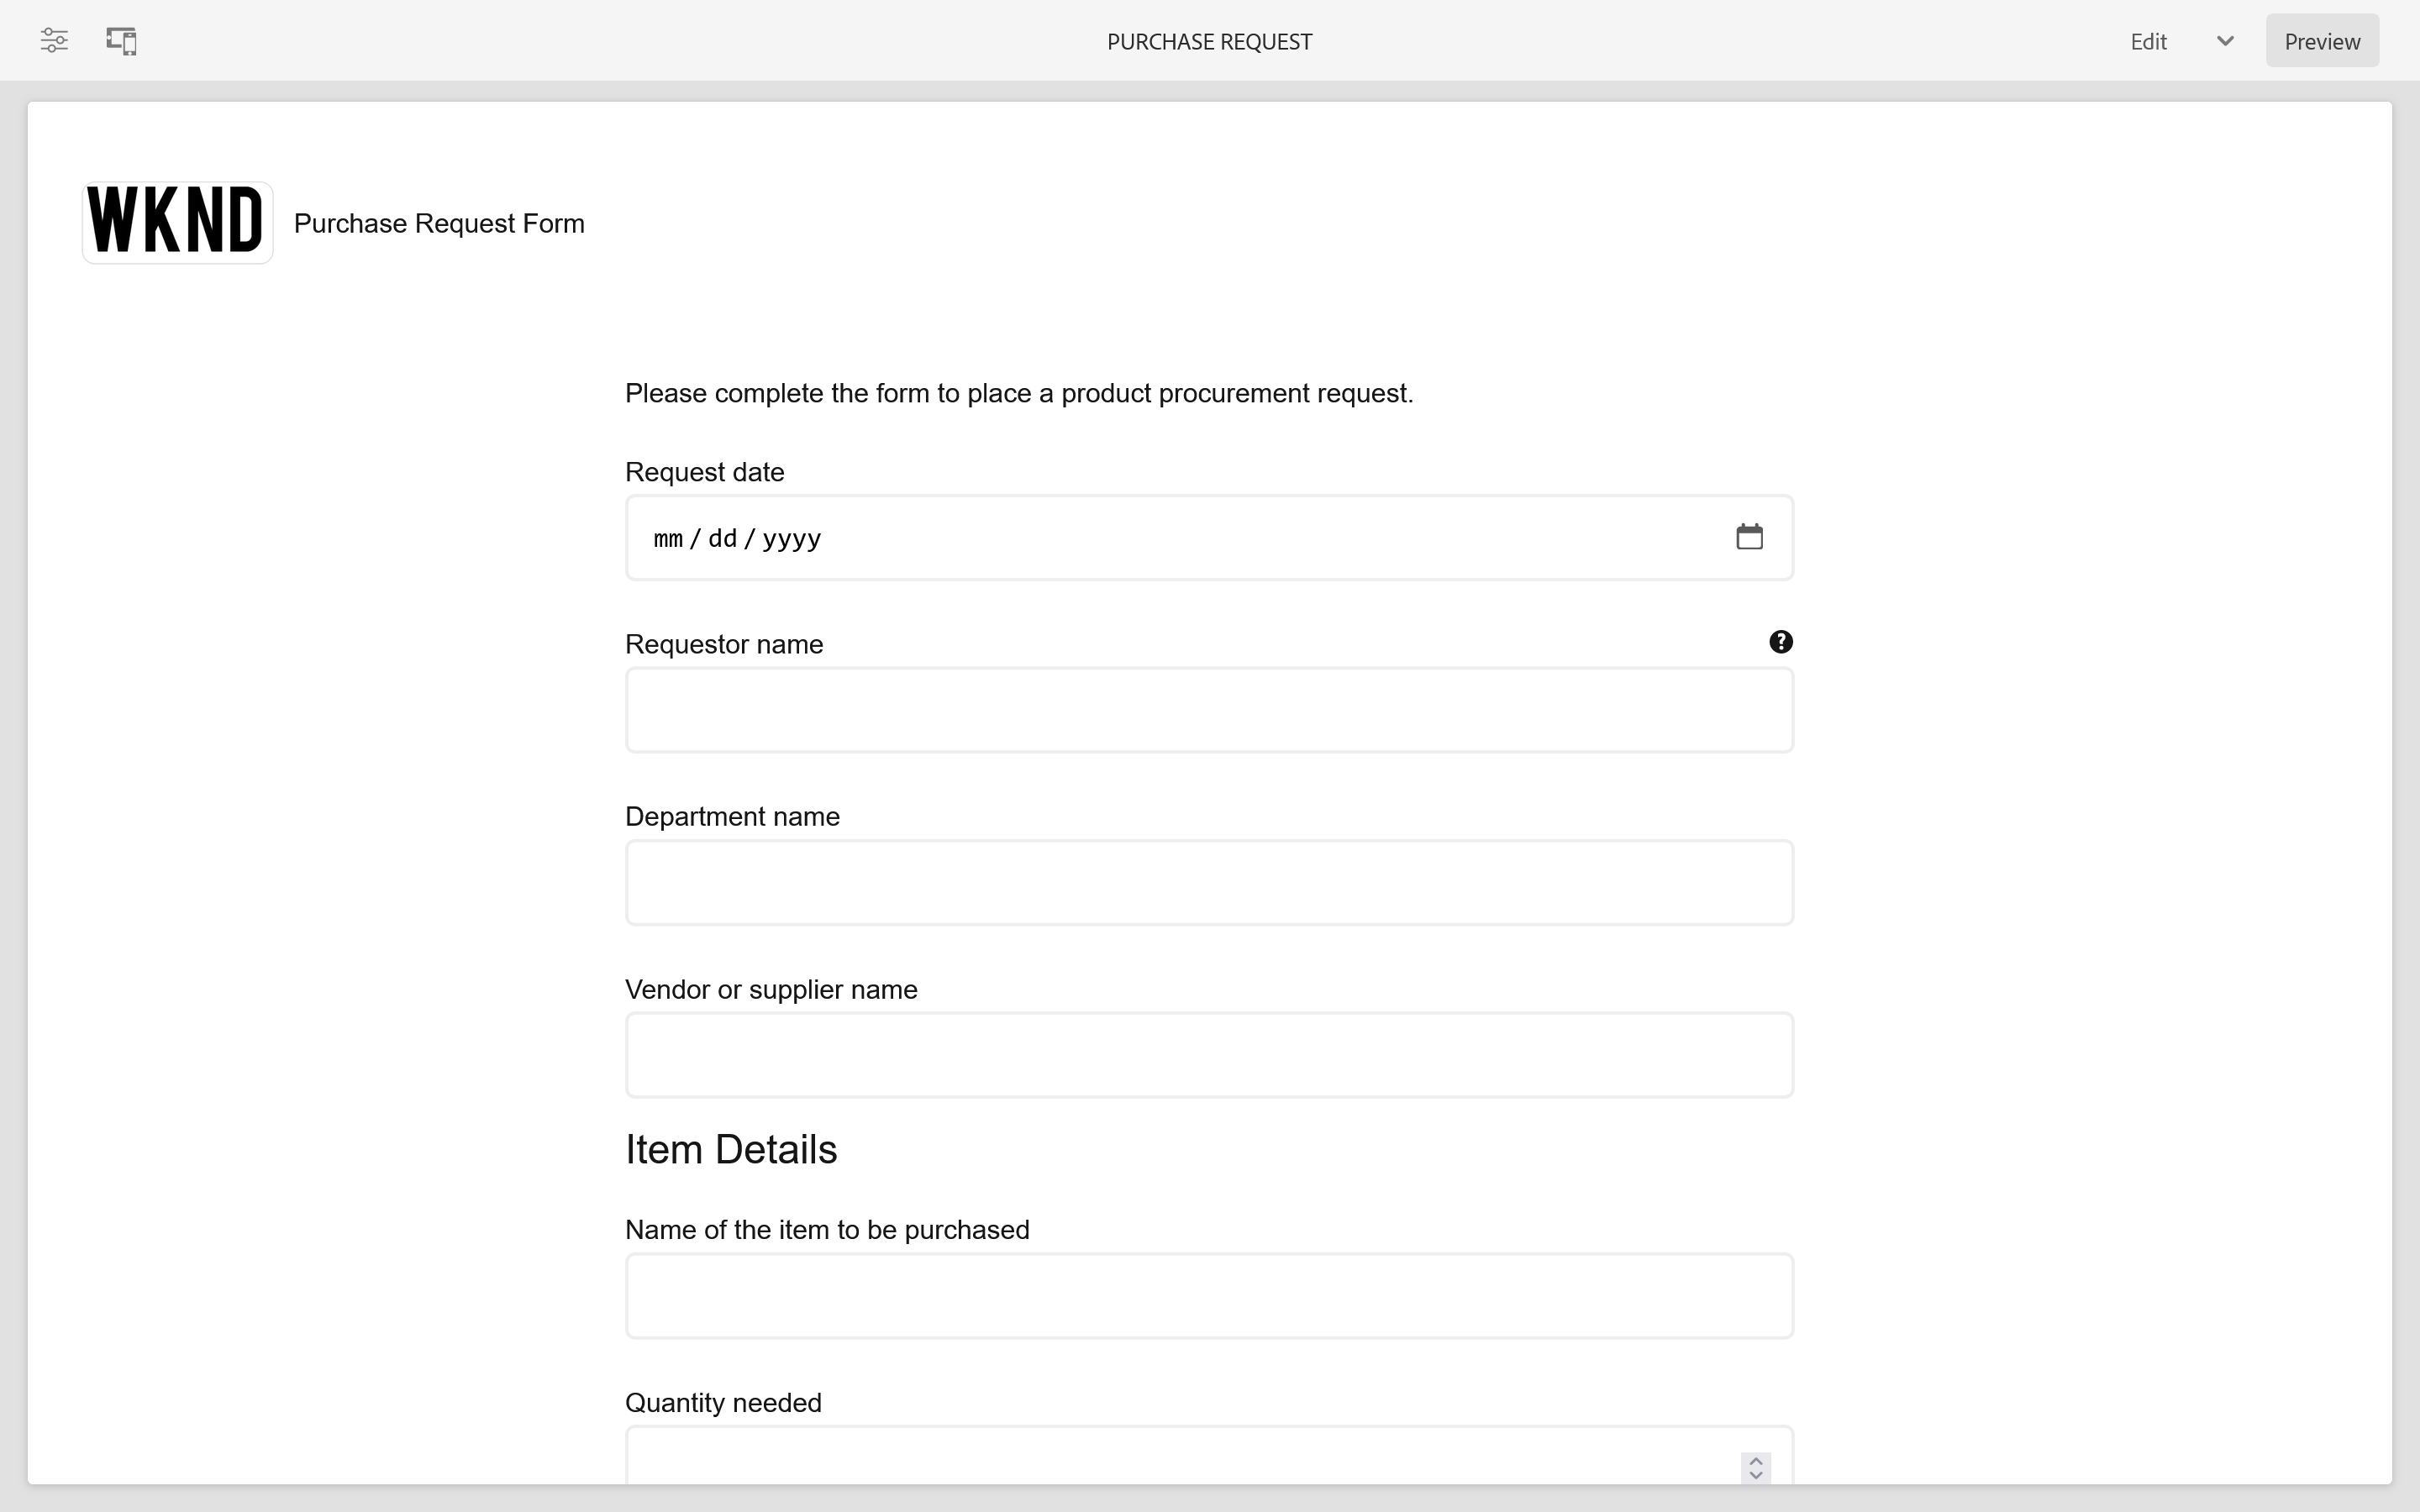 PURCHASE REQUEST
Edit
Preview
WKND
Purchase Request Form
Please complete the form to place a product procurement request.
Request date
mm / dd / yyyy
Requestor name
?
Department name
Vendor or supplier name
Item Details
Name of the item to be purchased
Quantity needed